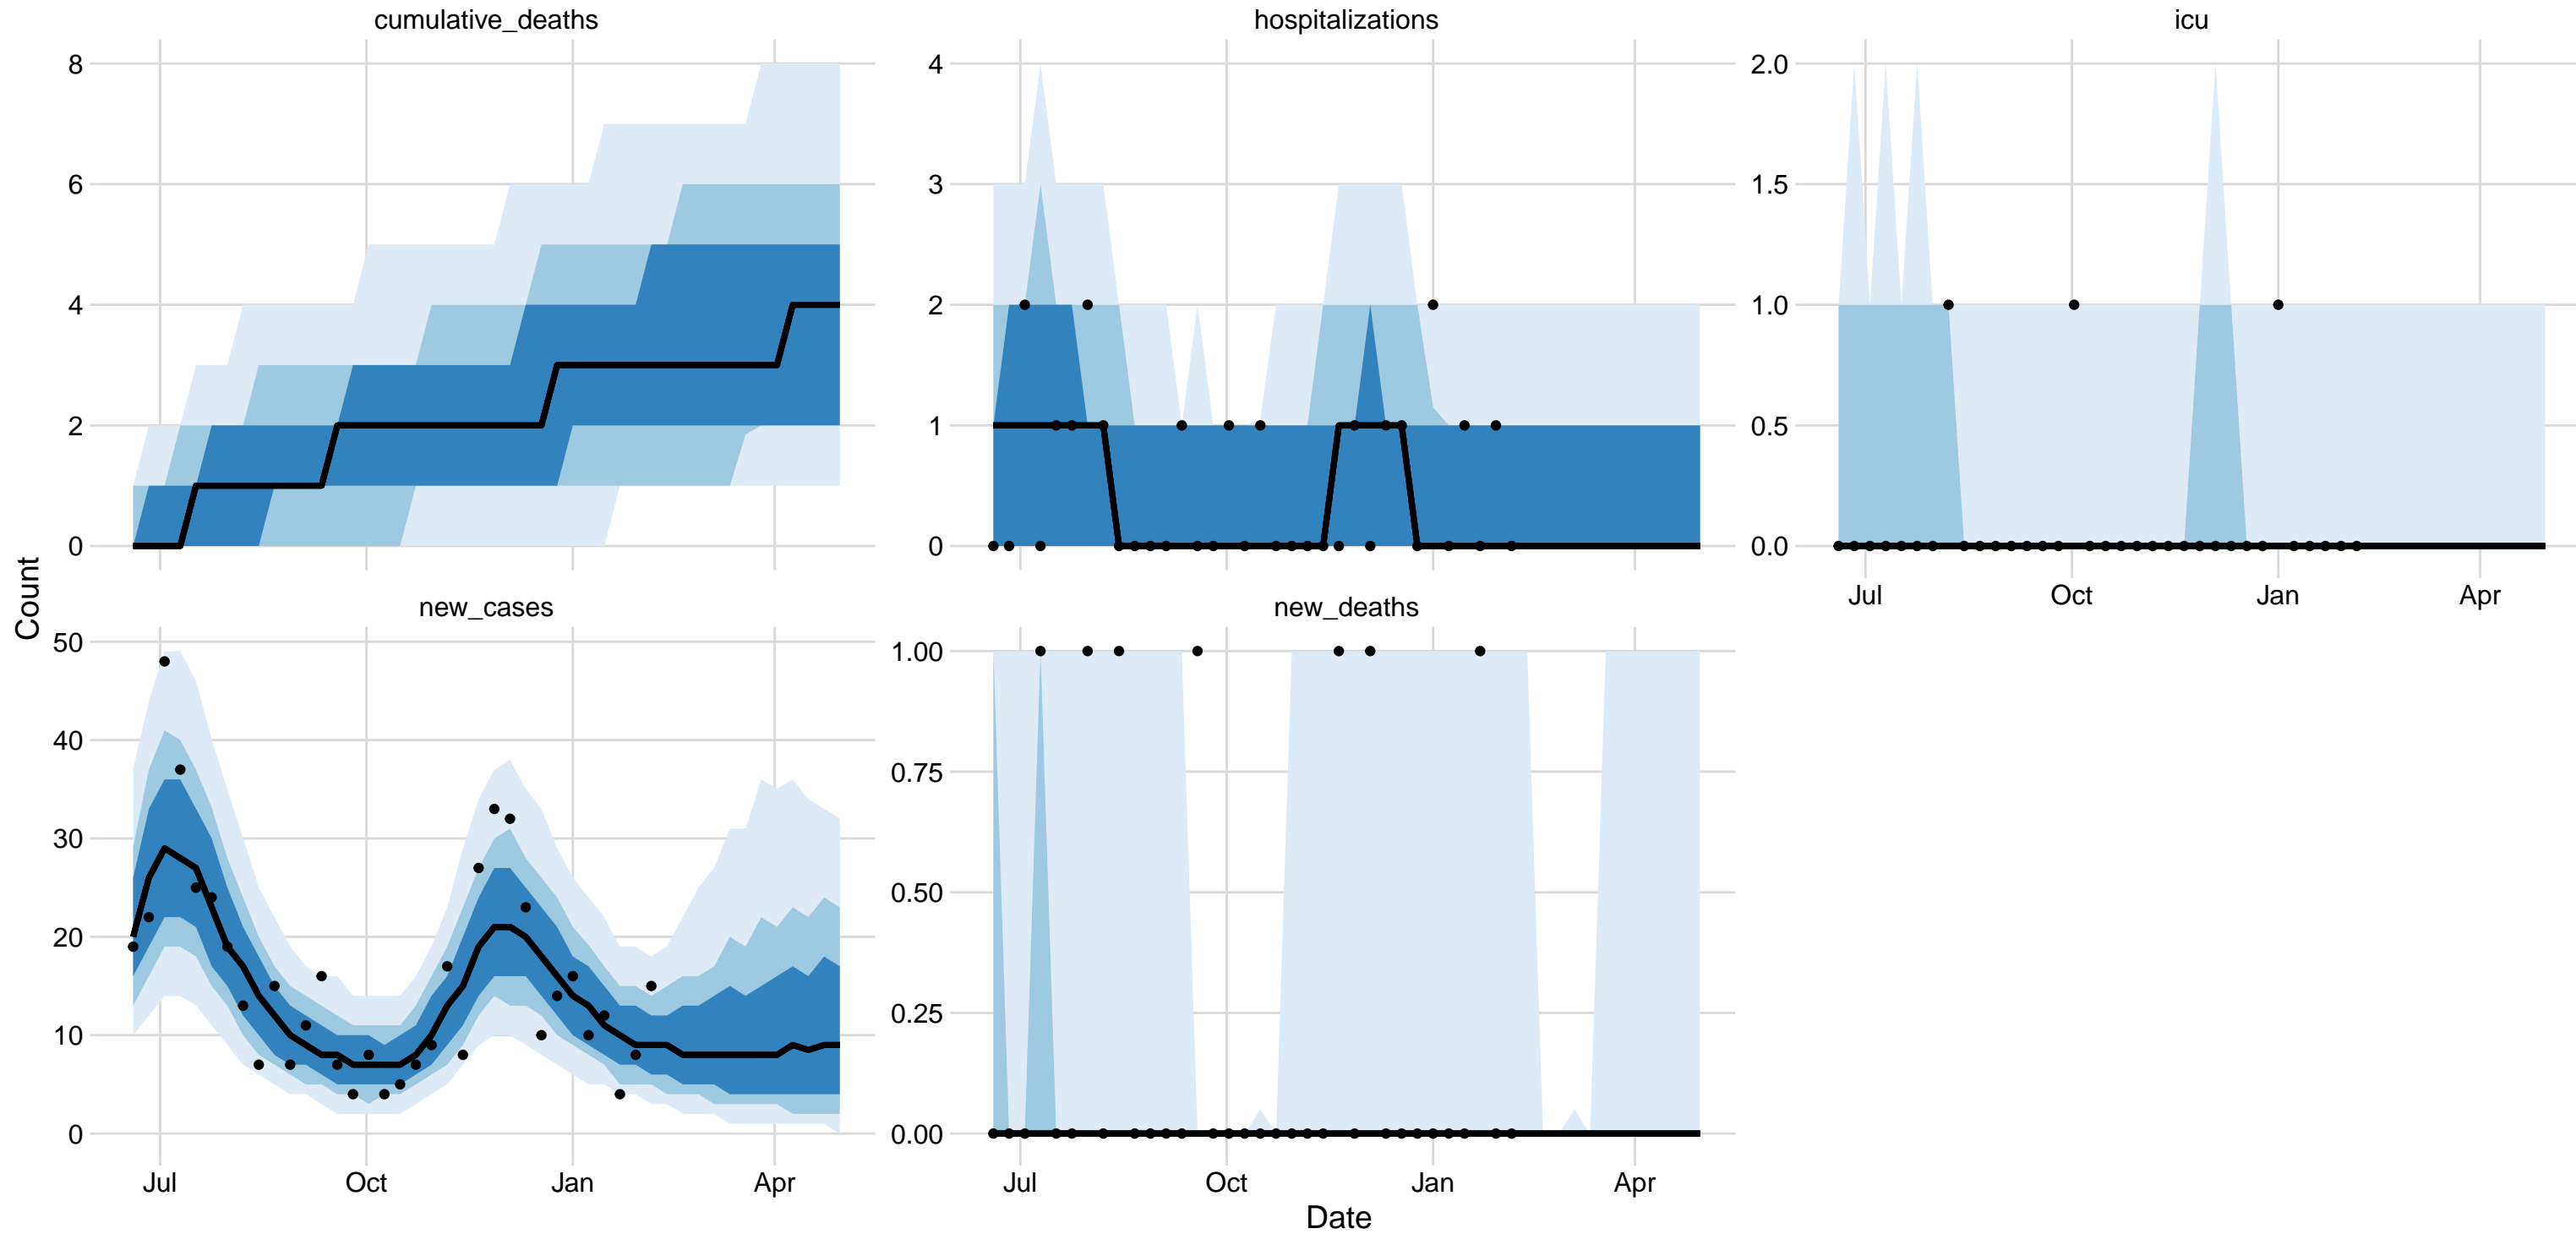 cumulative_deaths
hospitalizations
icu
8
6
4
2
0
4
3
2
1
0
2.0
1.5
1.0
0.5
0.0
Jul Oct Jan Apr
Count
new_cases
new_deaths
50
40
30
20
10
0
1.00
0.75
0.50
0.25
0.00
Jul Oct Jan Apr
Jul Oct Jan Apr
Date